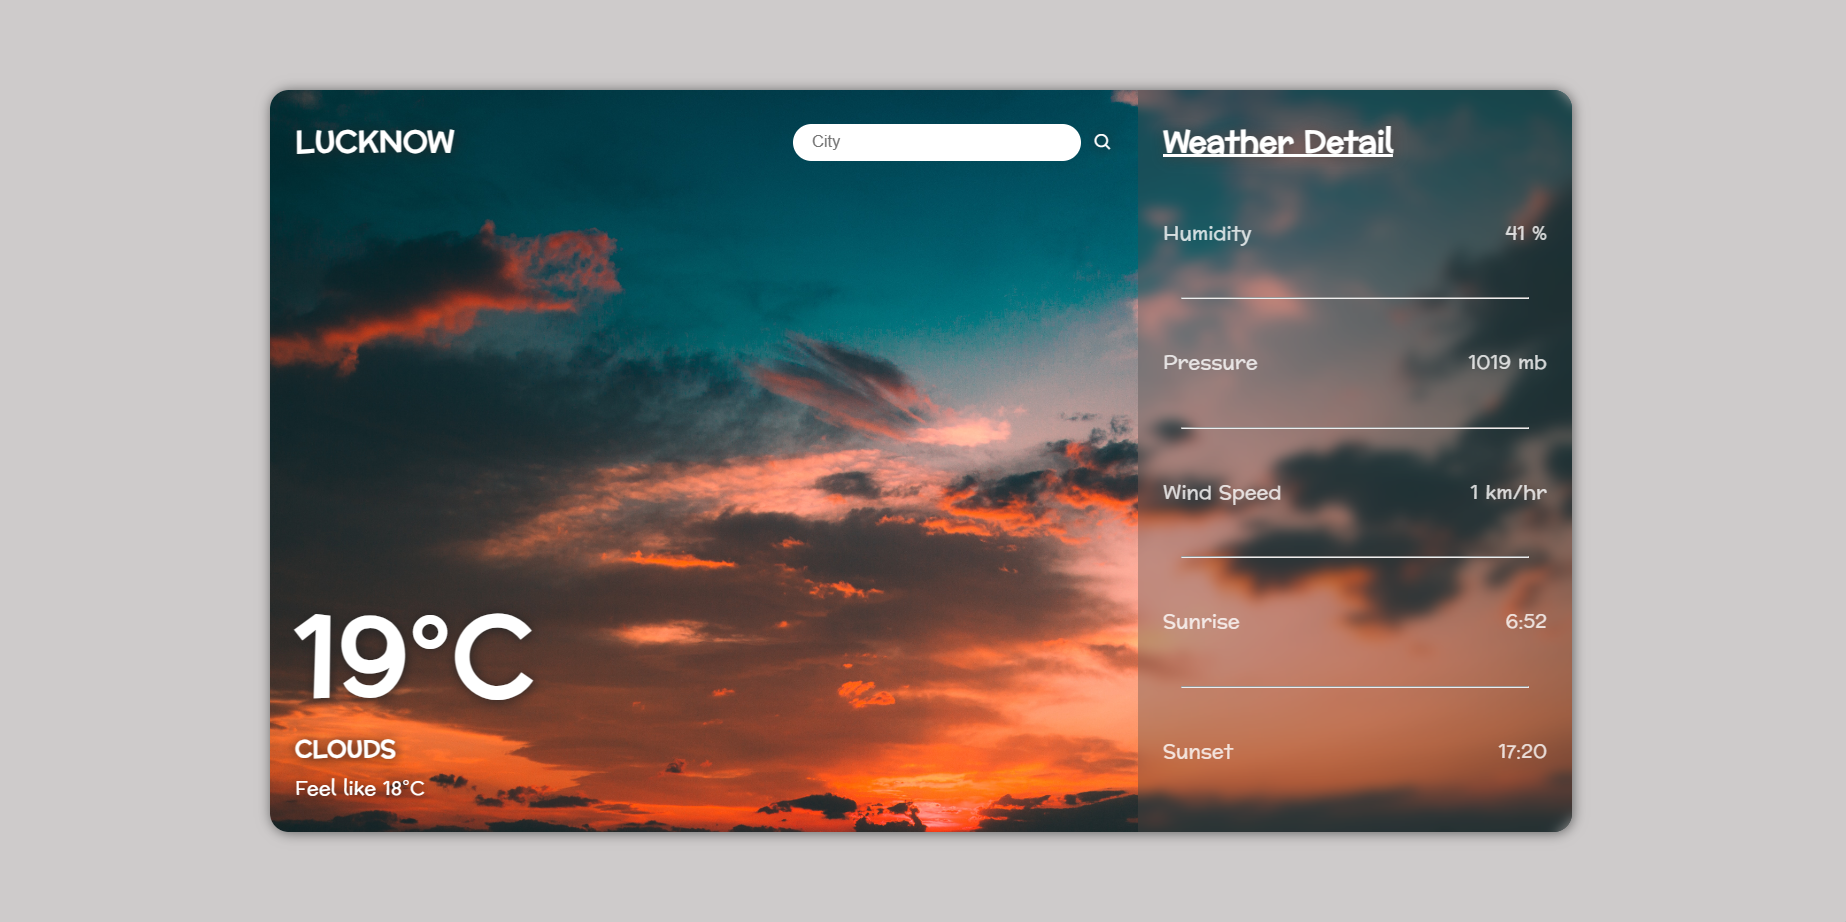 LUCKNOW
City
19°C
CLOUDS
Feel like 18°C
Weather Detail
Humidity 41 %
Pressure 1019 mb
Wind Speed 1 km/hr
Sunrise 6:52
Sunset 17:20